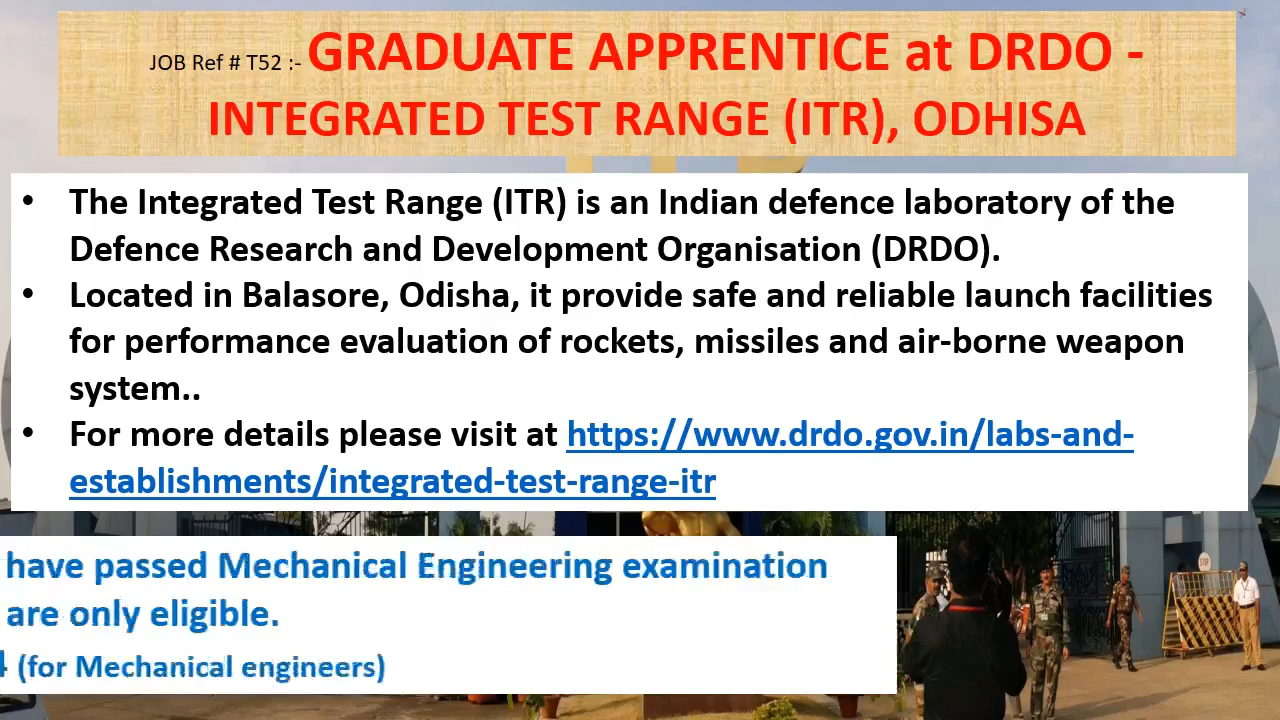 JOB Ref # T52 :- GRADUATE APPRENTICE at DRDO -
INTEGRATED TEST RANGE (ITR), ODHISA
• The Integrated Test Range (ITR) is an Indian defence laboratory of the
Defence Research and Development Organisation (DRDO).
• Located in Balasore, Odisha, it provide safe and reliable launch facilities
for performance evaluation of rockets, missiles and air-borne weapon
system..
• For more details please visit at https://www.drdo.gov.in/labs-and-
establishments/integrated-test-range-itr
have passed Mechanical Engineering examination
are only eligible.
(for Mechanical engineers)
STOP